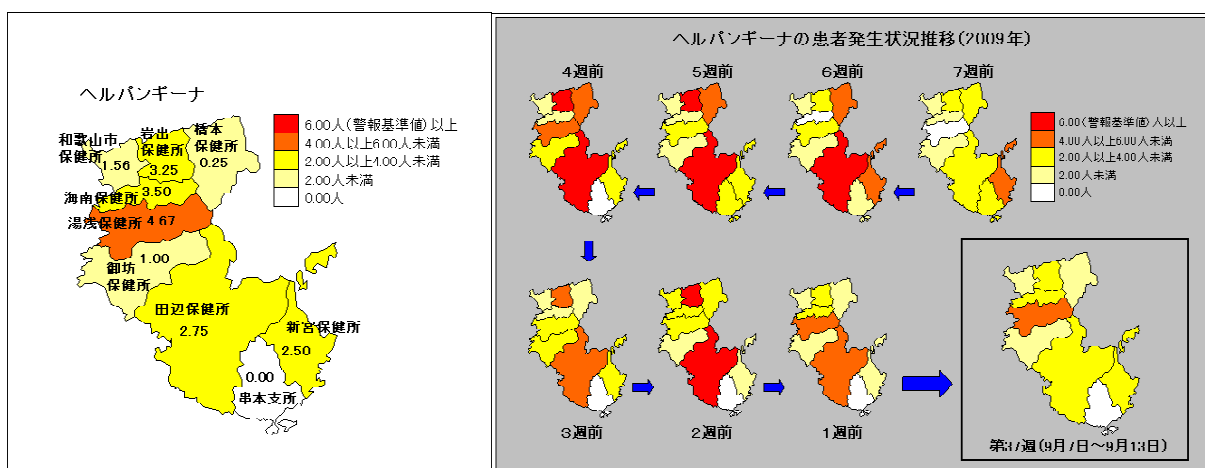 ヘルパンギーナ
6.00人(警報基準値)以上
4.00人以上6.00人未満
2.00人以上4.00人未満
2.00人未満
0.00人
和歌山市
保健所
1.56
岩出
保健所
3.25
橋本
保健所
0.25
海南保健所
3.50
湯浅保健所
4.67
御坊
保健所
1.00
田辺保健所
2.75
新宮保健所
2.50
0.00
串本支所
ヘルパンギーナの患者発生状況推移(2009年)
4週前
5週前
6週前
7週前
6.00(警報基準値)人以上
4.00人以上6.00人未満
2.00人以上4.00人未満
2.00人未満
0.00人
3週前
2週前
1週前
第37週(9月7日~9月13日)